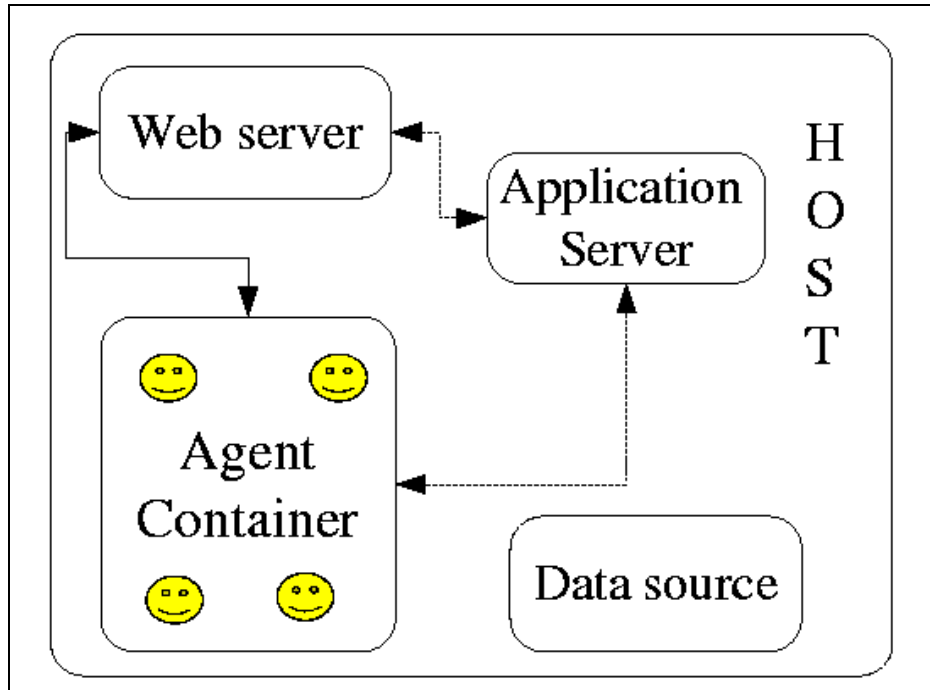 Web server
Application
Server
H
O
S
T
Agent
Container
Data source